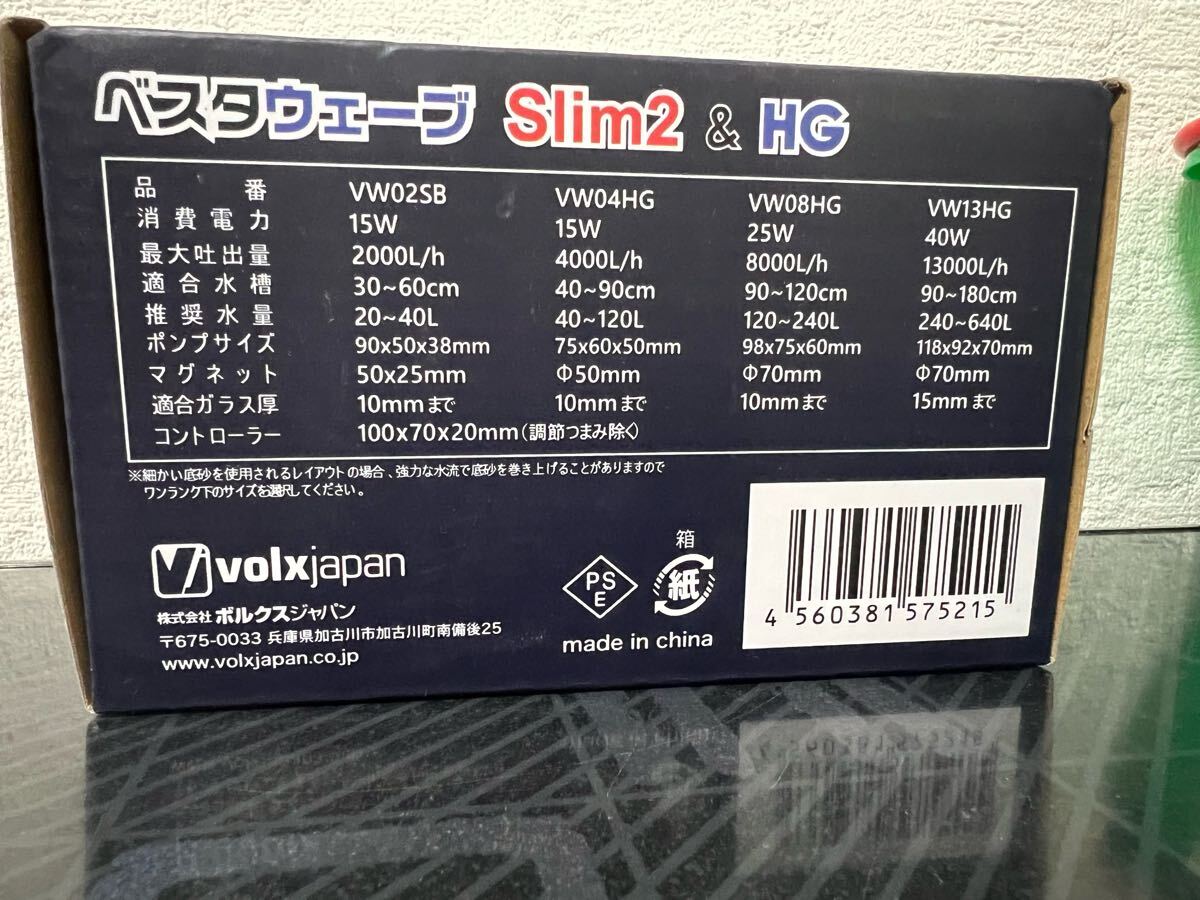 ベスタウェーブ Slim2 & HG
品番 VW02SB VW04HG VW08HG VW13HG
消費電力 15W 15W 25W 40W
最大吐出量 2000L/h 4000L/h 8000L/h 13000L/h
適合水槽 30~60cm 40~90cm 90~120cm 90~180cm
推奨水量 20~40L 40~120L 120~240L 240~640L
ポンプサイズ 90x50x38mm 75x60x50mm 98x75x60mm 118x92x70mm
マグネット 50x25mm Φ50mm Φ70mm Φ70mm
適合ガラス厚 10mmまで 10mmまで 10mmまで 15mmまで
コントローラー 100x70x20mm(調節つまみ除く)
※細かい底砂を使用されるレイアウトの場合、強力な水流で底砂を巻き上げることがありますので
ワンランク下のサイズを選択してください。
volxjapan
株式会社 ボルクスジャパン
〒675-0033 兵庫県加古川市加古川町南備後25
www.volxjapan.co.jp
PSE
箱
紙
made in china
4 560381 575215